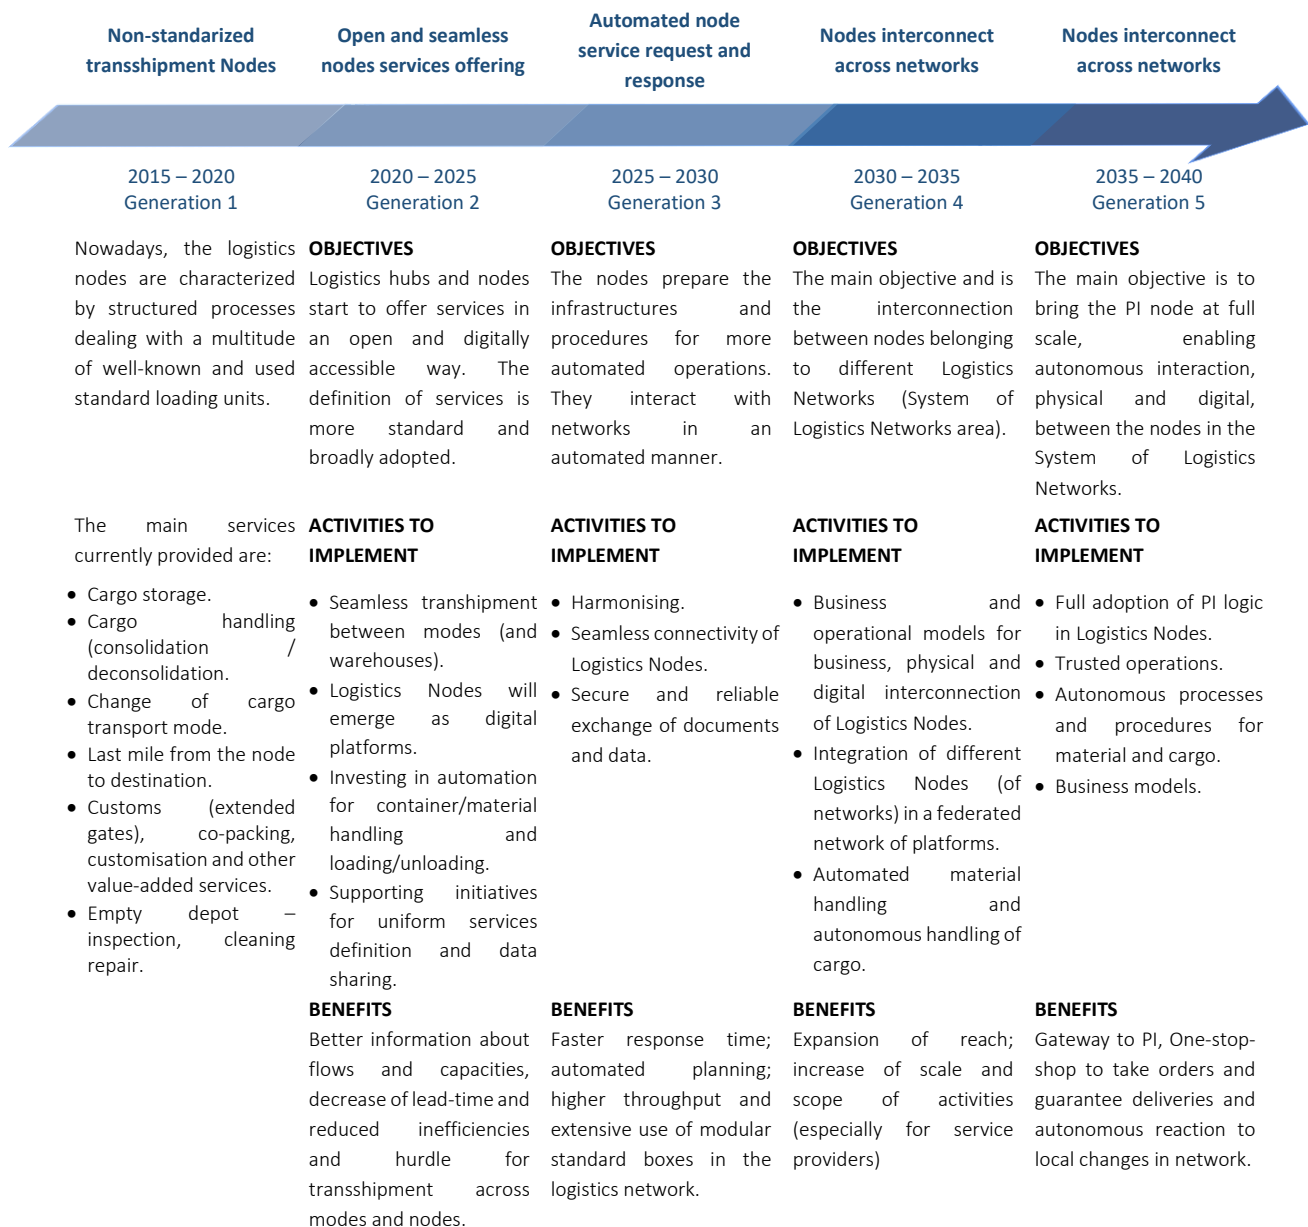 Non-standarized
transshipment Nodes
Open and seamless
nodes services offering
Automated node
service request and
response
Nodes interconnect
across networks
Nodes interconnect
across networks
2015 – 2020
Generation 1
2020 – 2025
Generation 2
2025 – 2030
Generation 3
2030 – 2035
Generation 4
2035 – 2040
Generation 5
Nowadays, the logistics
nodes are characterized
by structured processes
dealing with a multitude
of well-known and used
standard loading units.
OBJECTIVES
Logistics hubs and nodes
start to offer services in
an open and digitally
accessible way. The
definition of services is
more standard and
broadly adopted.
OBJECTIVES
The nodes prepare the
infrastructures and
procedures for more
automated operations.
They interact with
networks in an
automated manner.
OBJECTIVES
The main objective and is
the interconnection
between nodes belonging
to different Logistics
Networks (System of
Logistics Networks area).
OBJECTIVES
The main objective is to
bring the PI node at full
scale, enabling
autonomous interaction,
physical and digital,
between the nodes in the
System of Logistics
Networks.
The main services
currently provided are:
• Cargo storage.
• Cargo handling
(consolidation /
deconsolidation.
• Change of cargo
transport mode.
• Last mile from the node
to destination.
• Customs (extended
gates), co-packing,
customisation and other
value-added services.
• Empty depot –
inspection, cleaning
repair.
ACTIVITIES TO
IMPLEMENT
• Seamless transhipment
between modes (and
warehouses).
• Logistics Nodes will
emerge as digital
platforms.
• Investing in automation
for container/material
handling and
loading/unloading.
• Supporting initiatives
for uniform services
definition and data
sharing.
ACTIVITIES TO
IMPLEMENT
• Harmonising.
• Seamless connectivity of
Logistics Nodes.
• Secure and reliable
exchange of documents
and data.
ACTIVITIES TO
IMPLEMENT
• Business and
operational models for
business, physical and
digital interconnection
of Logistics Nodes.
• Integration of different
Logistics Nodes (of
networks) in a federated
network of platforms.
• Automated material
handling and
autonomous handling of
cargo.
ACTIVITIES TO
IMPLEMENT
• Full adoption of PI logic
in Logistics Nodes.
• Trusted operations.
• Autonomous processes
and procedures for
material and cargo.
• Business models.
BENEFITS
Better information about
flows and capacities,
decrease of lead-time and
reduced inefficiencies
and hurdle for
transshipment across
modes and nodes.
BENEFITS
Faster response time;
automated planning;
higher throughput and
extensive use of modular
standard boxes in the
logistics network.
BENEFITS
Expansion of reach;
increase of scale and
scope of activities
(especially for service
providers)
BENEFITS
Gateway to PI, One-stop-
shop to take orders and
guarantee deliveries and
autonomous reaction to
local changes in network.